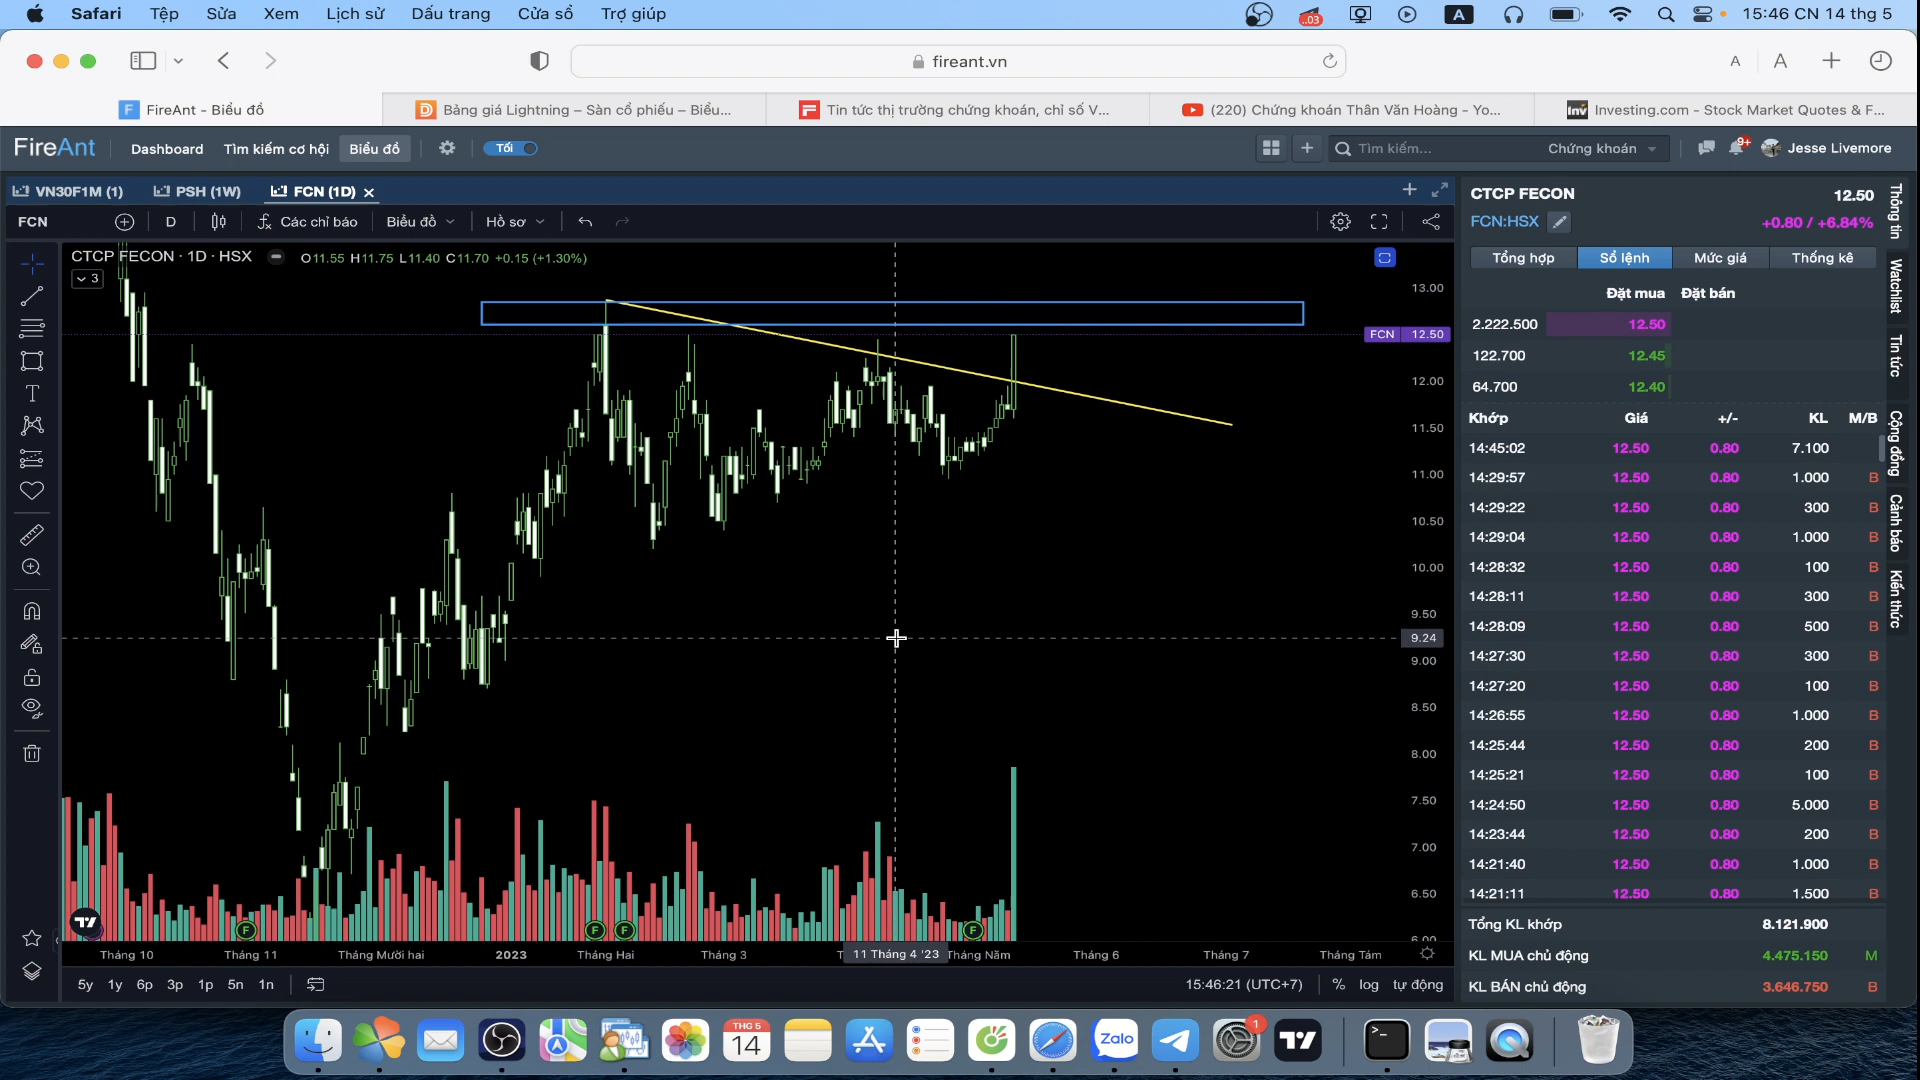 Safari Tệp Sửa Xem Lịch sử Dấu trang Cửa sổ Trợ giúp ..03 A 15:46 CN 14 thg 5
fireant.vn A A
FireAnt - Biểu đồ Bảng giá Lightning – Sàn cổ phiếu – Biểu... Tin tức thị trường chứng khoán, chỉ số V... (220) Chứng khoán Thân Văn Hoàng - Yo... Investing.com - Stock Market Quotes & F...
FireAnt Dashboard Tìm kiếm cơ hội Biểu đồ Tối Tìm kiếm... Chứng khoán 9+ Jesse Livemore
VN30F1M (1) PSH (1W) FCN (1D)
FCN D Các chỉ báo Biểu đồ Hồ sơ
CTCP FECON · 1D · HSX O11.55 H11.75 L11.40 C11.70 +0.15 (+1.30%)
3
13.00
FCN 12.50
12.00
11.50
11.00
10.50
10.00
9.50
9.24
9.00
8.50
8.00
7.50
7.00
6.50
6.00
F F F F
Tháng 10 Tháng 11 Tháng Mười hai 2023 Tháng Hai Tháng 3 11 Tháng 4 '23 Tháng Năm Tháng 6 Tháng 7 Tháng Tám
5y 1y 6p 3p 1p 5n 1n 15:46:21 (UTC+7) % log tự động
CTCP FECON 12.50
FCN:HSX +0.80 / +6.84%
Tổng hợp Sổ lệnh Mức giá Thống kê
Đặt mua Đặt bán
2.222.500 12.50
122.700 12.45
64.700 12.40
Khớp Giá +/- KL M/B
14:45:02 12.50 0.80 7.100
14:29:57 12.50 0.80 1.000 B
14:29:22 12.50 0.80 300 B
14:29:04 12.50 0.80 1.000 B
14:28:32 12.50 0.80 100 B
14:28:11 12.50 0.80 300 B
14:28:09 12.50 0.80 500 B
14:27:30 12.50 0.80 300 B
14:27:20 12.50 0.80 100 B
14:26:55 12.50 0.80 1.000 B
14:25:44 12.50 0.80 200 B
14:25:21 12.50 0.80 100 B
14:24:50 12.50 0.80 5.000 B
14:23:44 12.50 0.80 200 B
14:21:40 12.50 0.80 1.000 B
14:21:11 12.50 0.80 1.500 B
Tổng KL khớp 8.121.900
KL MUA chủ động 4.475.150 M
KL BÁN chủ động 3.646.750 B
Thông tin
Watchlist
Tin tức
Cộng đồng
Cảnh báo
Kiến thức
THG 5
14
Zalo
1